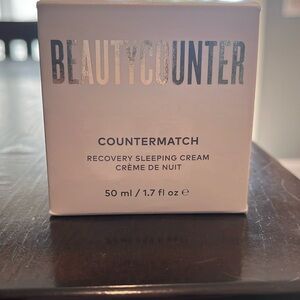 BEAUTYCOUNTER
COUNTERMATCH
RECOVERY SLEEPING CREAM
CRÈME DE NUIT
50 ml / 1.7 fl oz ℮